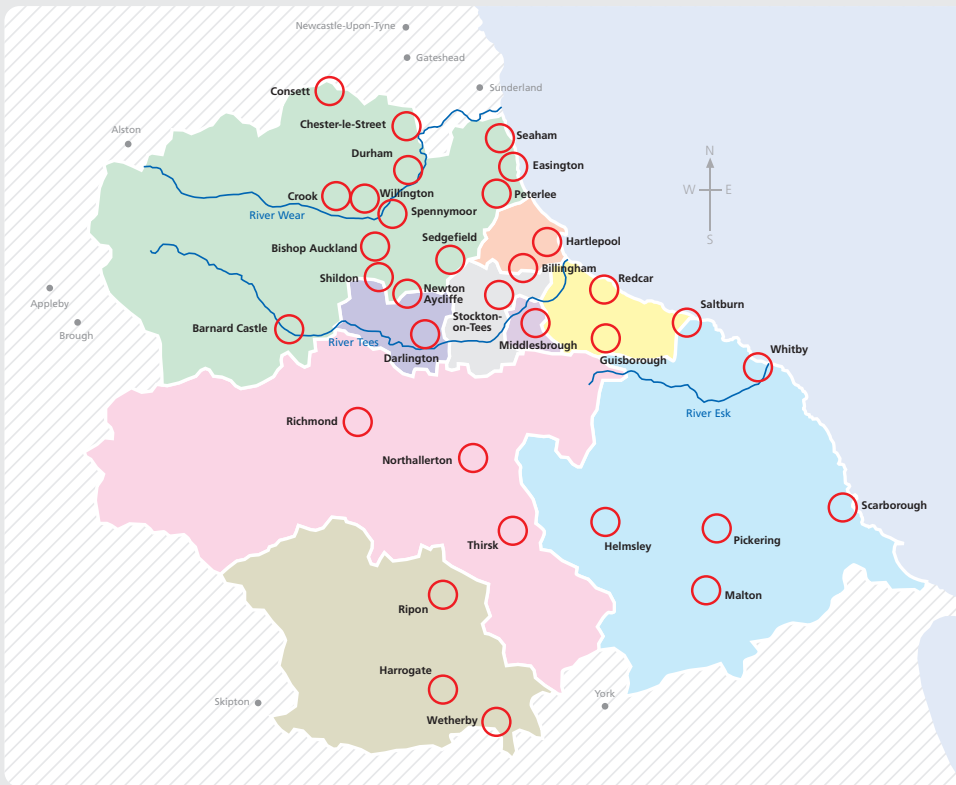 Newcastle-Upon-Tyne
Gateshead
Sunderland
Consett
Chester-le-Street
Alston
Seaham
Durham
Easington
N
W
E
S
Crook
Willington
Peterlee
River Wear
Spennymoor
Sedgefield
Hartlepool
Bishop Auckland
Billingham
Shildon
Redcar
Newton
Aycliffe
Appleby
Saltburn
Stockton-
on-Tees
Barnard Castle
Brough
River Tees
Middlesbrough
Whitby
Darlington
Guisborough
River Esk
Richmond
Northallerton
Scarborough
Thirsk
Helmsley
Pickering
Malton
Ripon
Harrogate
York
Skipton
Wetherby